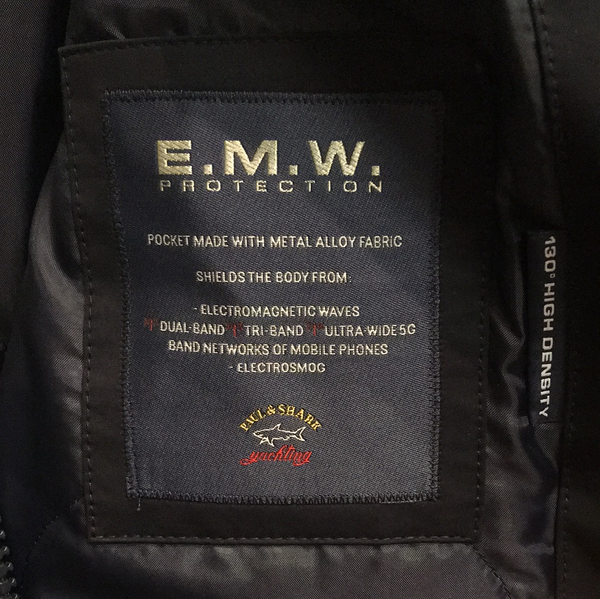 E.M.W.
PROTECTION
POCKET MADE WITH METAL ALLOY FABRIC
SHIELDS THE BODY FROM:
- ELECTROMAGNETIC WAVES
DUAL-BAND TRI-BAND ULTRA-WIDE 5G
BAND NETWORKS OF MOBILE PHONES
- ELECTROSMOG
PAUL & SHARK
yachting
130° HIGH DENSITY